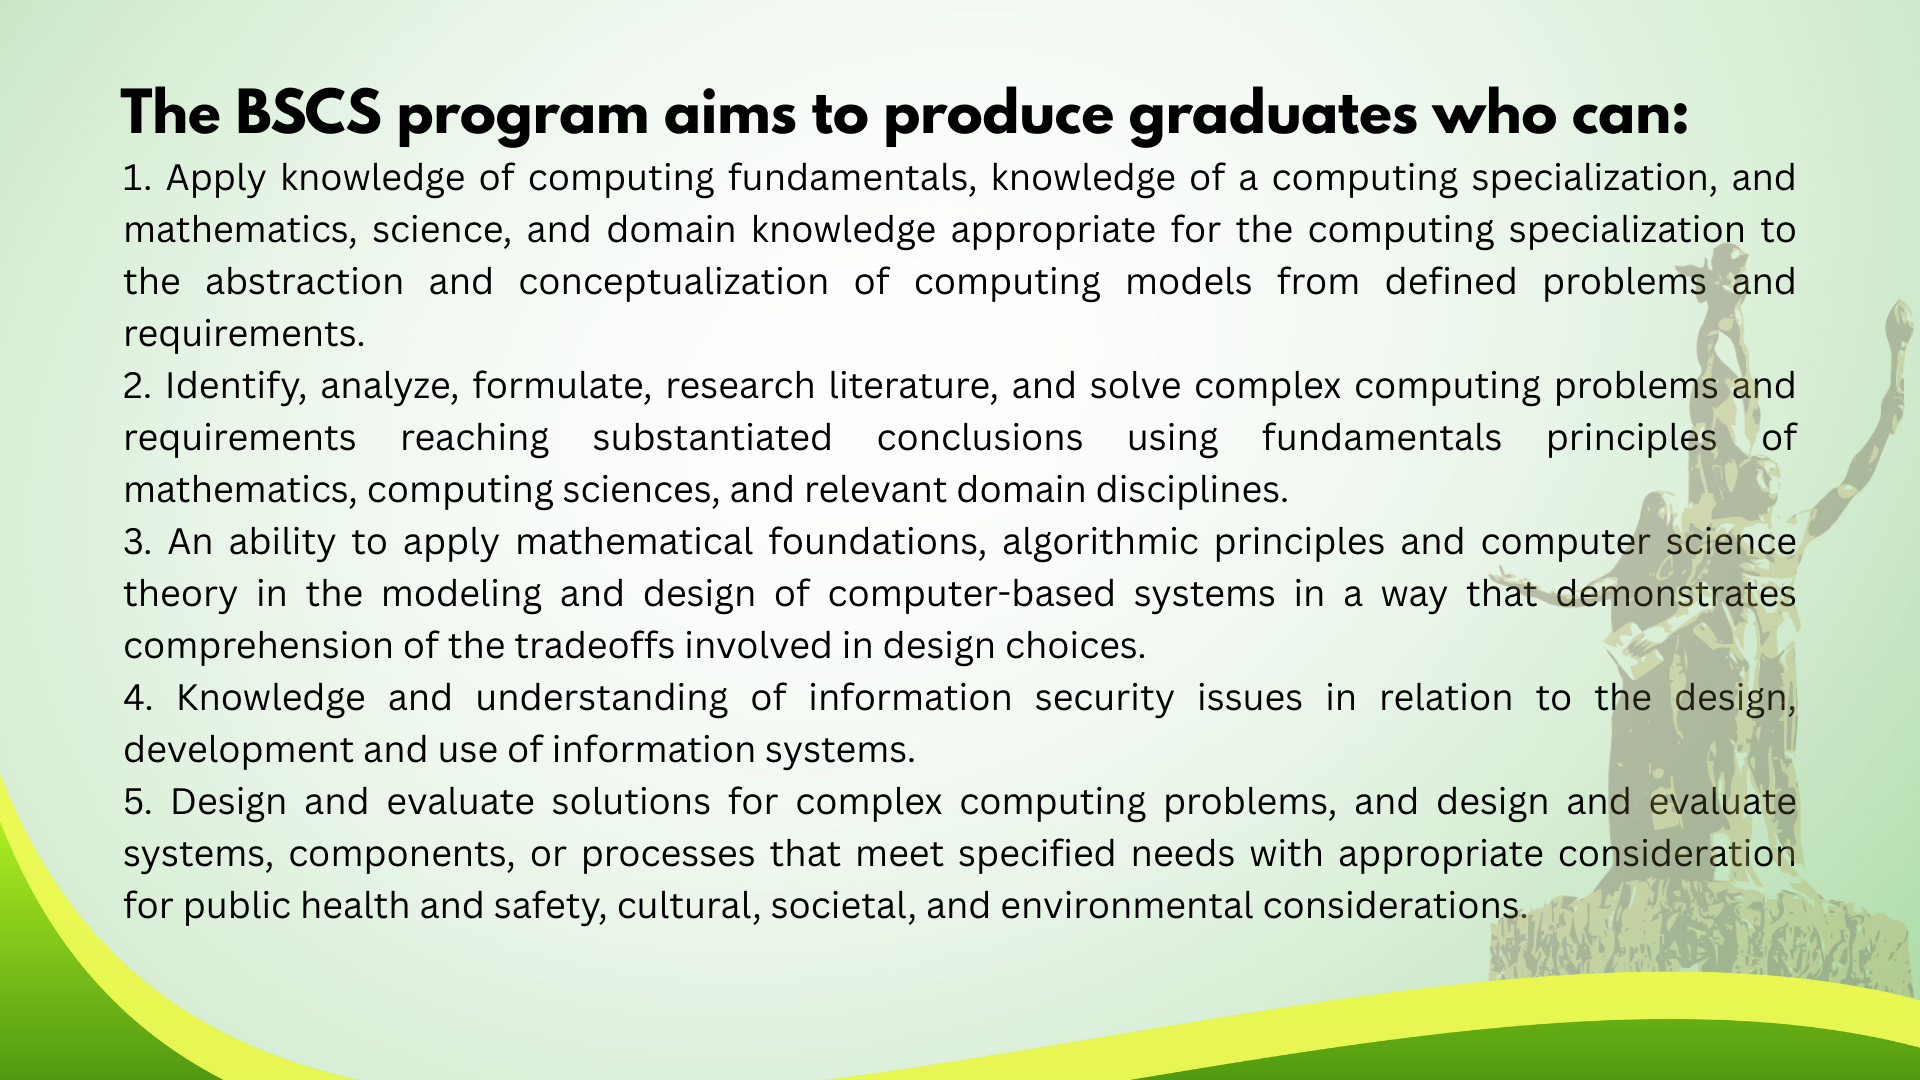 The BSCS program aims to produce graduates who can:
1. Apply knowledge of computing fundamentals, knowledge of a computing specialization, and
mathematics, science, and domain knowledge appropriate for the computing specialization to
the abstraction and conceptualization of computing models from defined problems and
requirements.
2. Identify, analyze, formulate, research literature, and solve complex computing problems and
requirements reaching substantiated conclusions using fundamentals principles of
mathematics, computing sciences, and relevant domain disciplines.
3. An ability to apply mathematical foundations, algorithmic principles and computer science
theory in the modeling and design of computer-based systems in a way that demonstrates
comprehension of the tradeoffs involved in design choices.
4. Knowledge and understanding of information security issues in relation to the design,
development and use of information systems.
5. Design and evaluate solutions for complex computing problems, and design and evaluate
systems, components, or processes that meet specified needs with appropriate consideration
for public health and safety, cultural, societal, and environmental considerations.